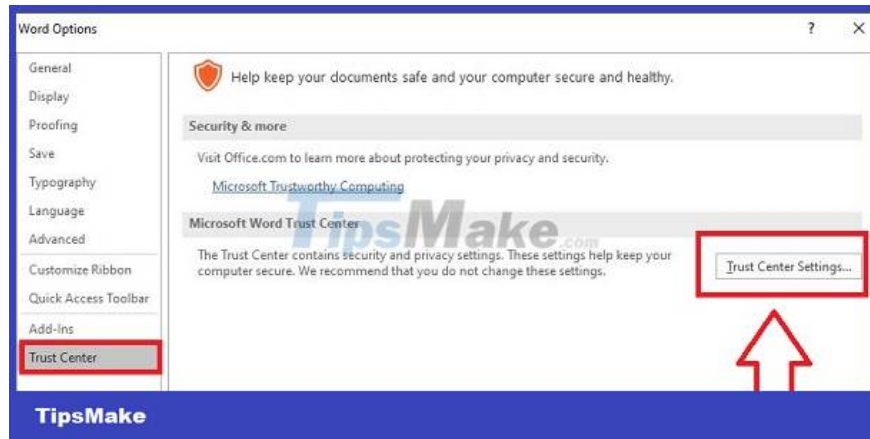 Word Options
?
General
Display
Proofing
Save
Typography
Language
Advanced
Customize Ribbon
Quick Access Toolbar
Add-Ins
Trust Center
Help keep your documents safe and your computer secure and healthy.
Security & more
Visit Office.com to learn more about protecting your privacy and security.
Microsoft Trustworthy Computing
Microsoft Word Trust Center
The Trust Center contains security and privacy settings. These settings help keep your
computer secure. We recommend that you do not change these settings.
Trust Center Settings...
TipsMake.com
TipsMake